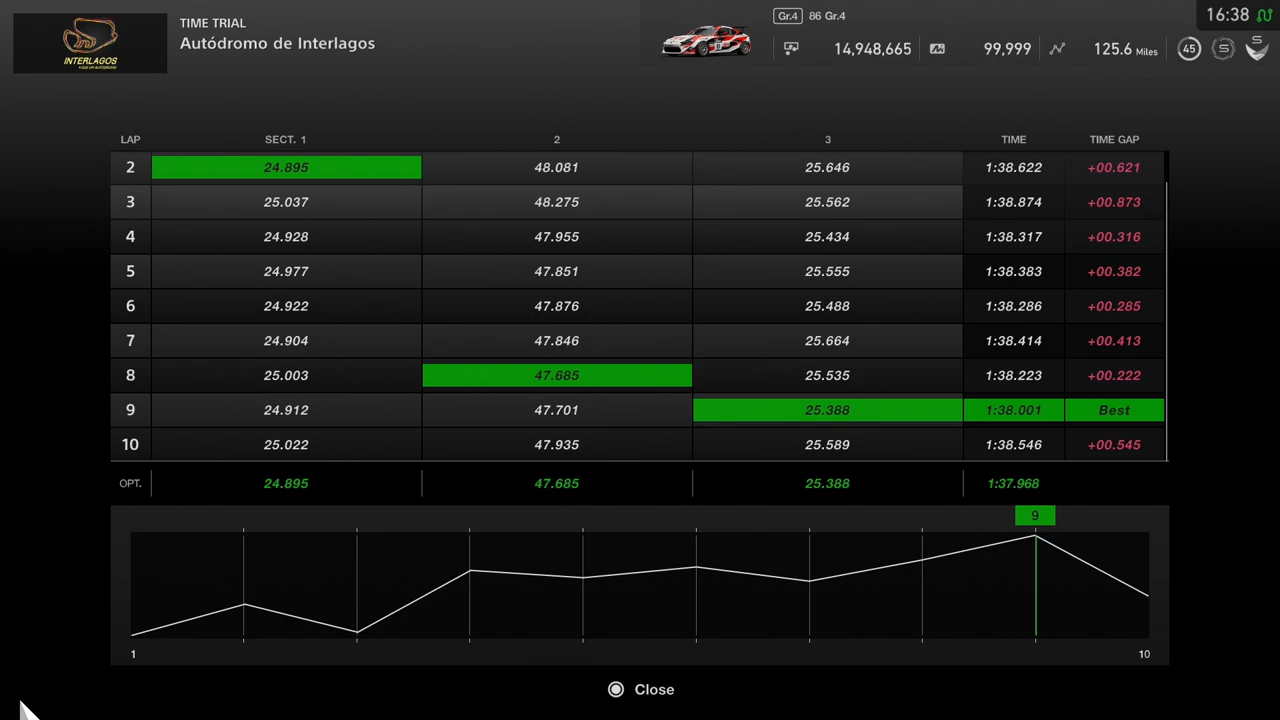 TIME TRIAL
Autódromo de Interlagos
INTERLAGOS
Gr.4 86 Gr.4
14,948,665 99,999 125.6 Miles 45 S S
16:38
LAP SECT. 1 2 3 TIME TIME GAP
2 24.895 48.081 25.646 1:38.622 +00.621
3 25.037 48.275 25.562 1:38.874 +00.873
4 24.928 47.955 25.434 1:38.317 +00.316
5 24.977 47.851 25.555 1:38.383 +00.382
6 24.922 47.876 25.488 1:38.286 +00.285
7 24.904 47.846 25.664 1:38.414 +00.413
8 25.003 47.685 25.535 1:38.223 +00.222
9 24.912 47.701 25.388 1:38.001 Best
10 25.022 47.935 25.589 1:38.546 +00.545
OPT. 24.895 47.685 25.388 1:37.968
9
1 10
Close